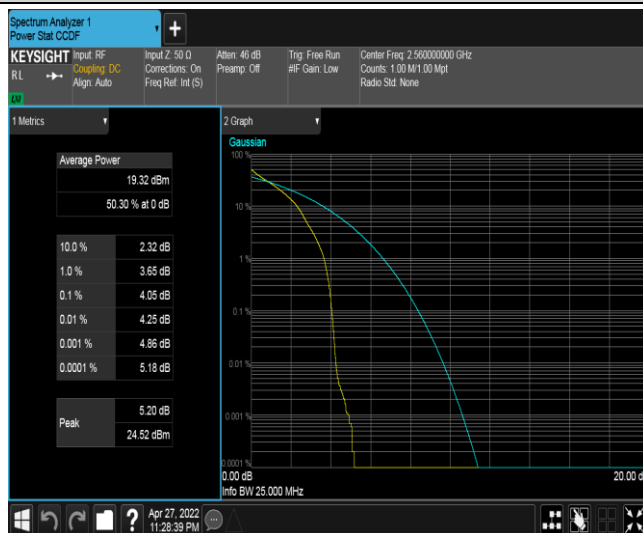 Spectrum Analyzer 1
Power Stat CCDF
KEYSIGHT
RL
LM
Input: RF
Coupling: DC
Align: Auto
Input Z: 50 Ω
Corrections: On
Freq Ref: Int (S)
Atten: 46 dB
Preamp: Off
Trig: Free Run
#IF Gain: Low
Center Freq: 2.560000000 GHz
Counts: 1.00 M/1.00 Mpt
Radio Std: None
1 Metrics
Average Power
19.32 dBm
50.30 % at 0 dB
10.0 % 2.32 dB
1.0 % 3.65 dB
0.1 % 4.05 dB
0.01 % 4.25 dB
0.001 % 4.86 dB
0.0001 % 5.18 dB
Peak
5.20 dB
24.52 dBm
2 Graph
Gaussian
100 %
10 %
1 %
0.1 %
0.01 %
0.001 %
0.0001 %
0.00 dB
20.00 d
Info BW 25.000 MHz
Apr 27, 2022
11:28:39 PM